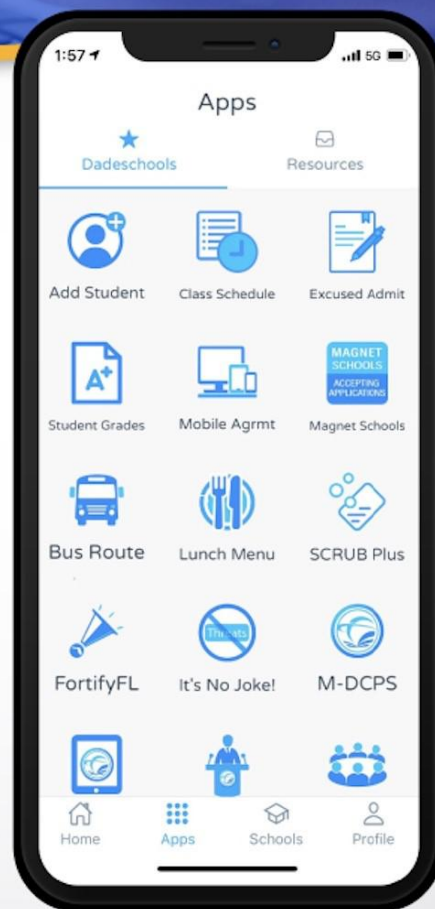 1:57
5G
Apps
Dadeschools Resources
Add Student Class Schedule Excused Admit
A+
MAGNET
SCHOOLS
ACCEPTING
APPLICATIONS
Student Grades Mobile Agrmt Magnet Schools
Bus Route Lunch Menu SCRUB Plus
Threats
FortifyFL It's No Joke! M-DCPS
Home Apps Schools Profile